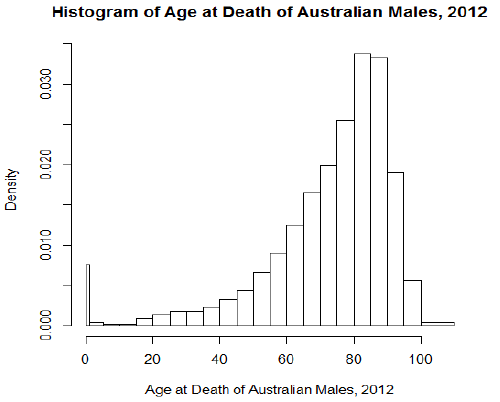 Histogram of Age at Death of Australian Males, 2012
Density
0.030
0.020
0.010
0.000
0 20 40 60 80 100
Age at Death of Australian Males, 2012